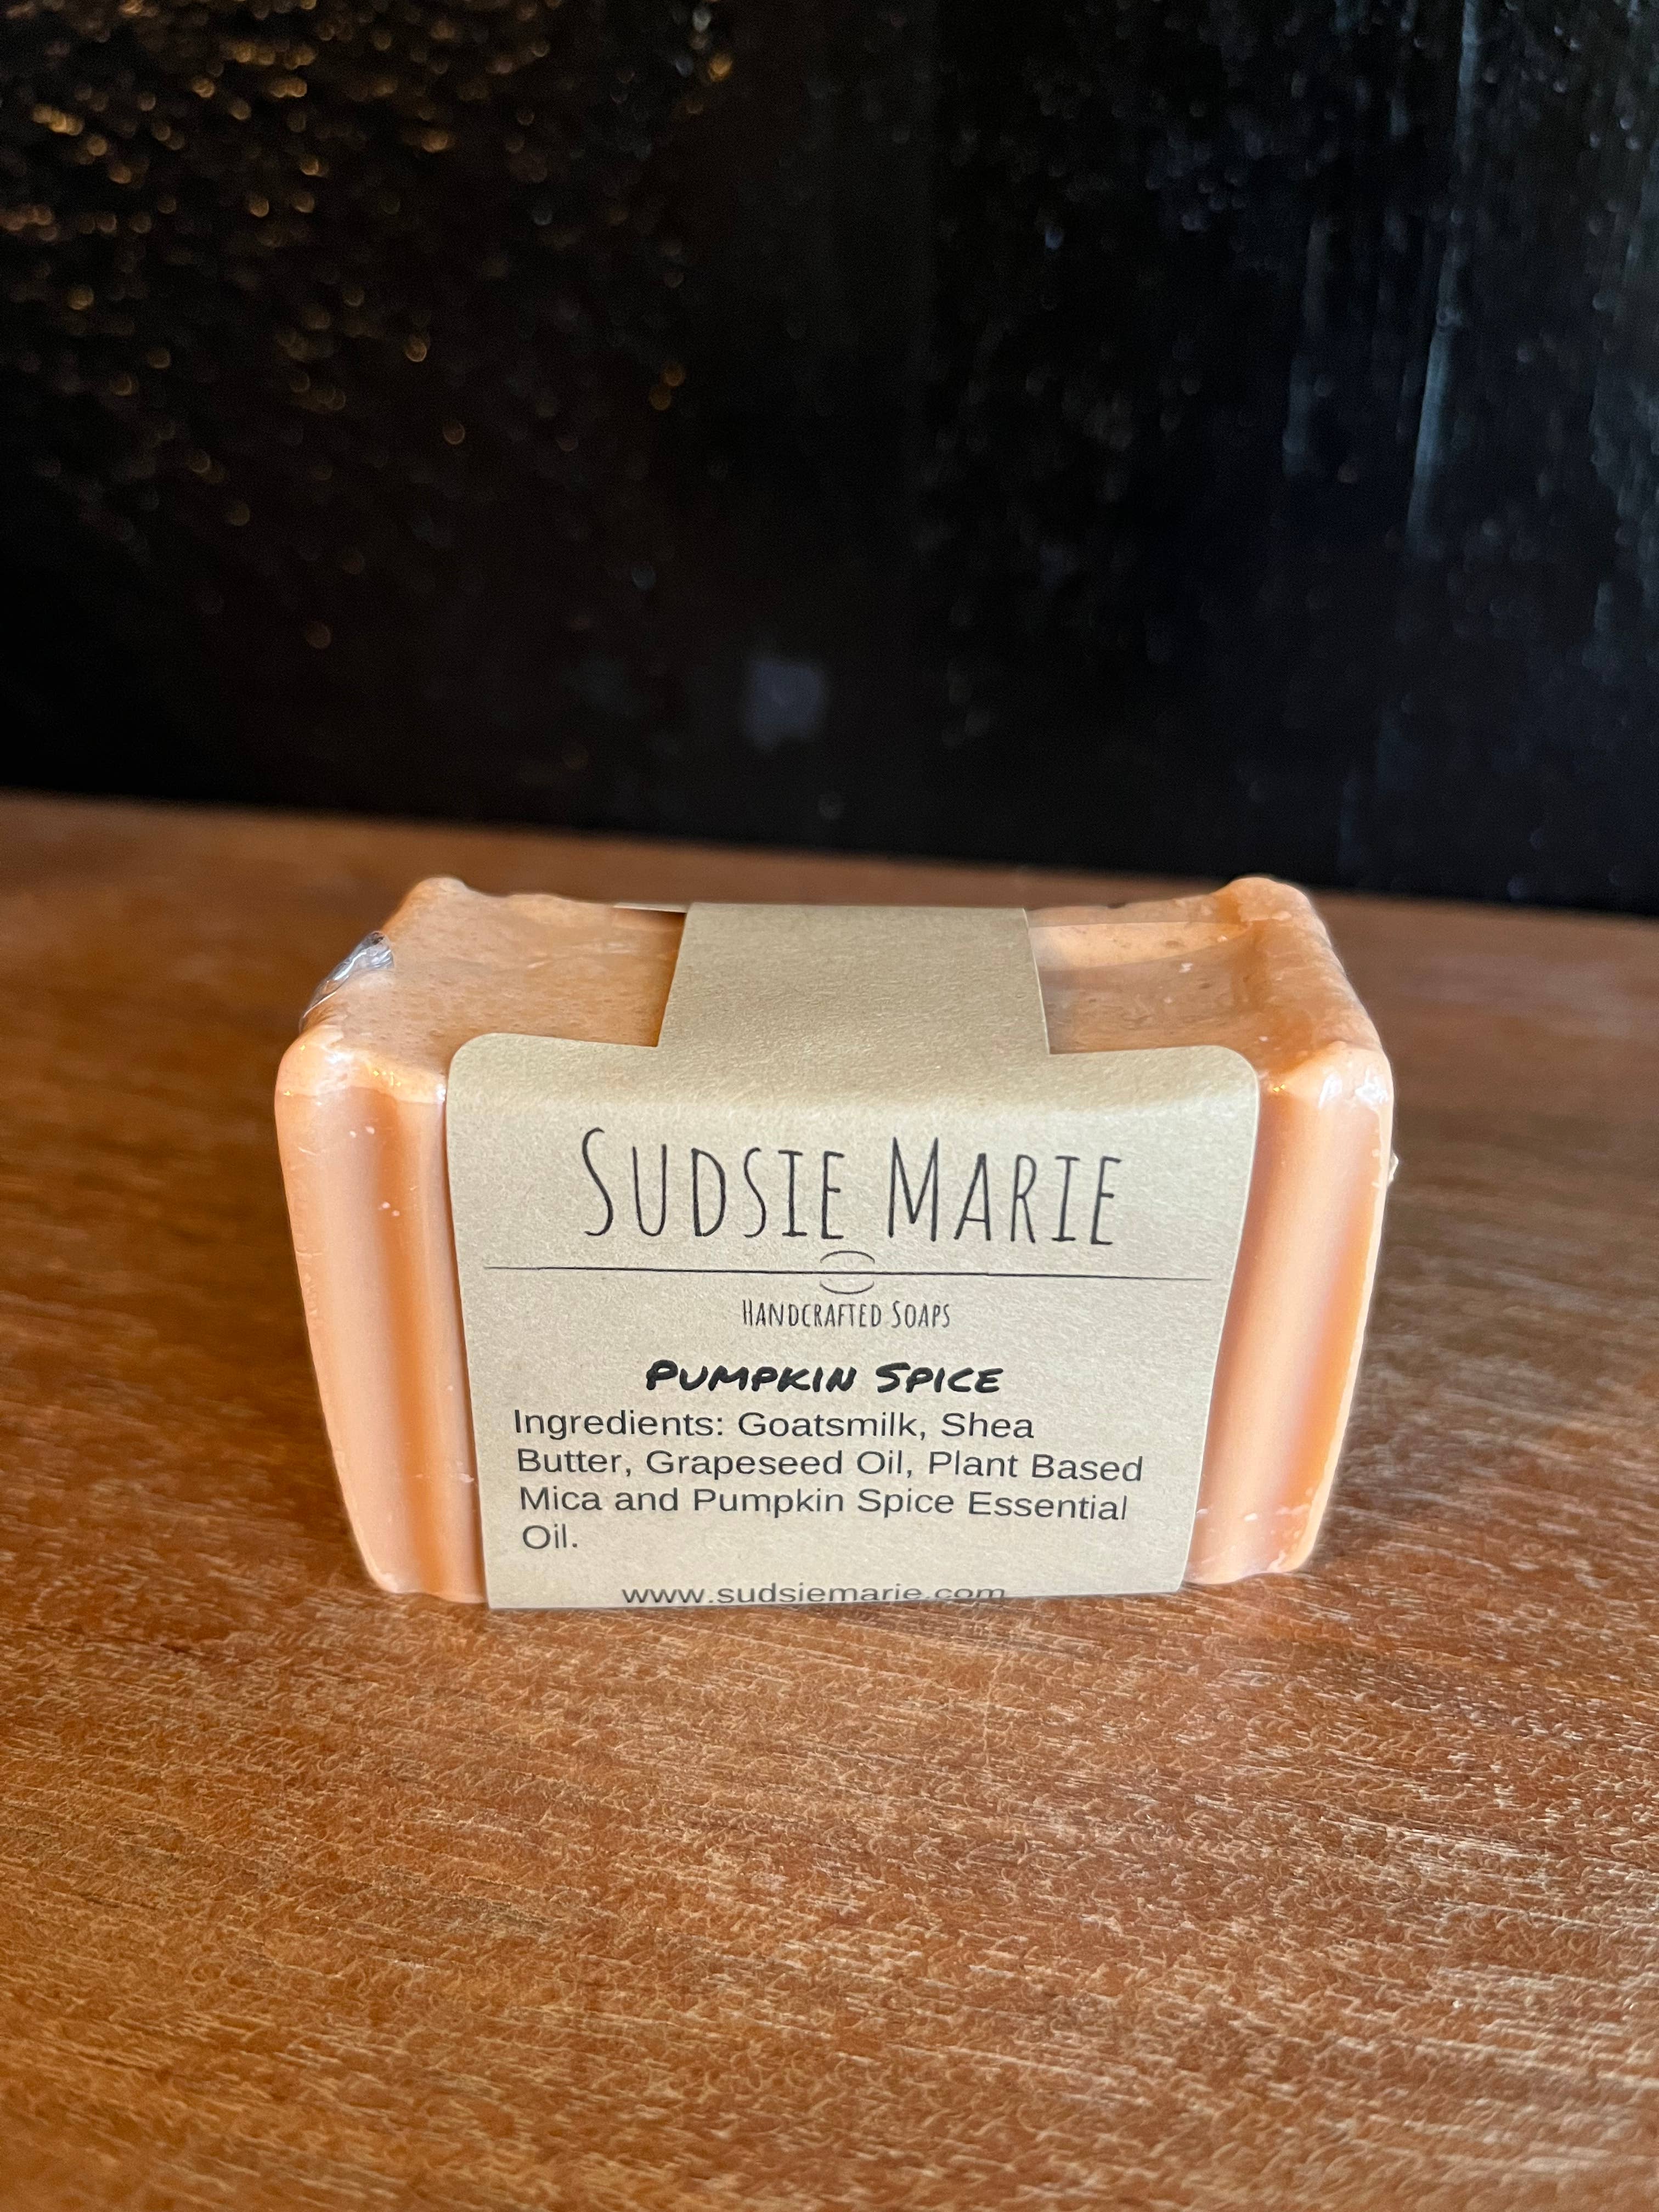 SUDSIE MARIE
HANDCRAFTED SOAPS
PUMPKIN SPICE
Ingredients: Goatsmilk, Shea
Butter, Grapeseed Oil, Plant Based
Mica and Pumpkin Spice Essential
Oil.
www.sudsiemarie.com